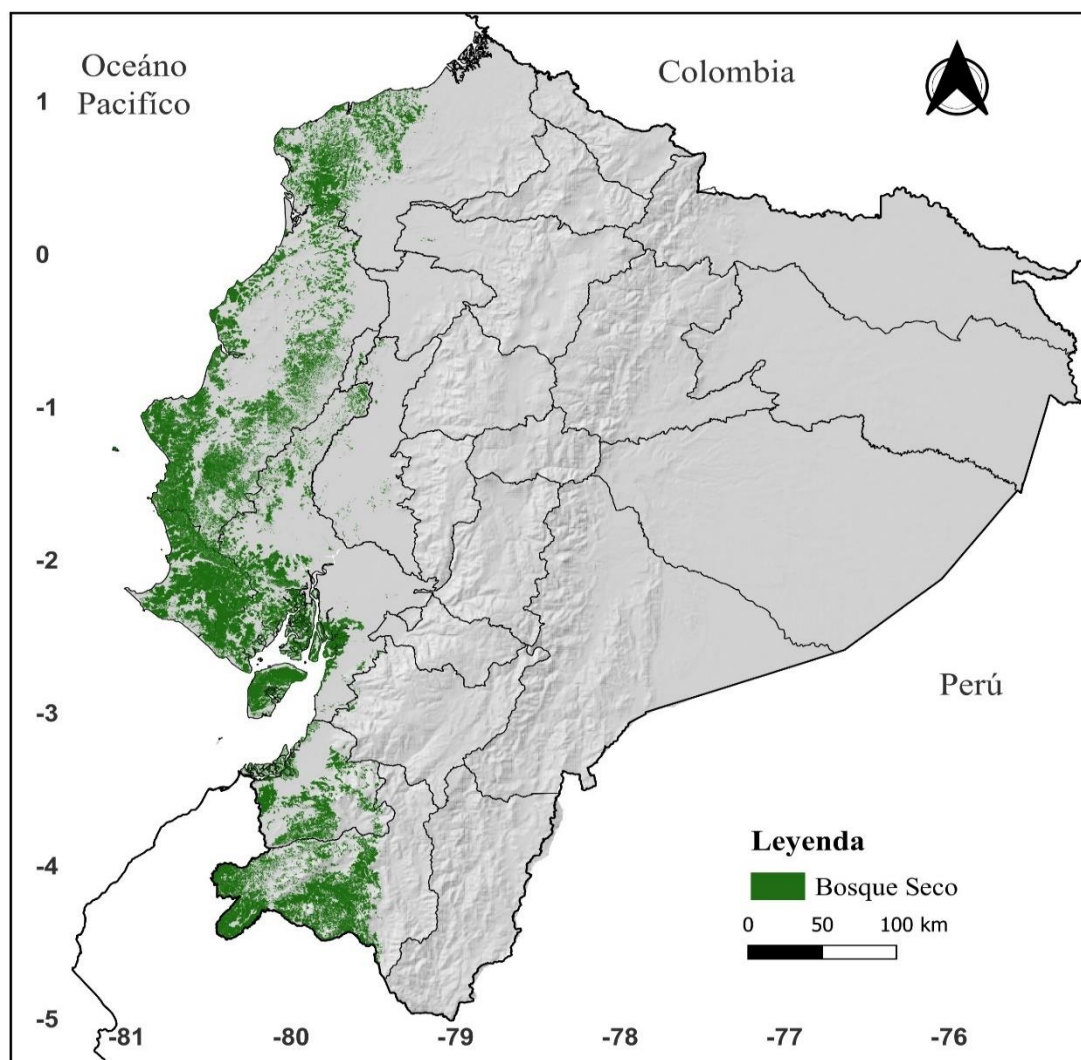 Oceáno
Pacifíco
Colombia
Perú
1
0
-1
-2
-3
-4
-5
Leyenda
Bosque Seco
0 50 100 km
-81 -80 -79 -78 -77 -76